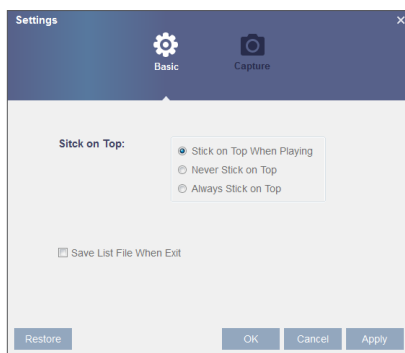 Settings
Basic
Capture
Sitck on Top:
Stick on Top When Playing
Never Stick on Top
Always Stick on Top
Save List File When Exit
Restore
OK
Cancel
Apply